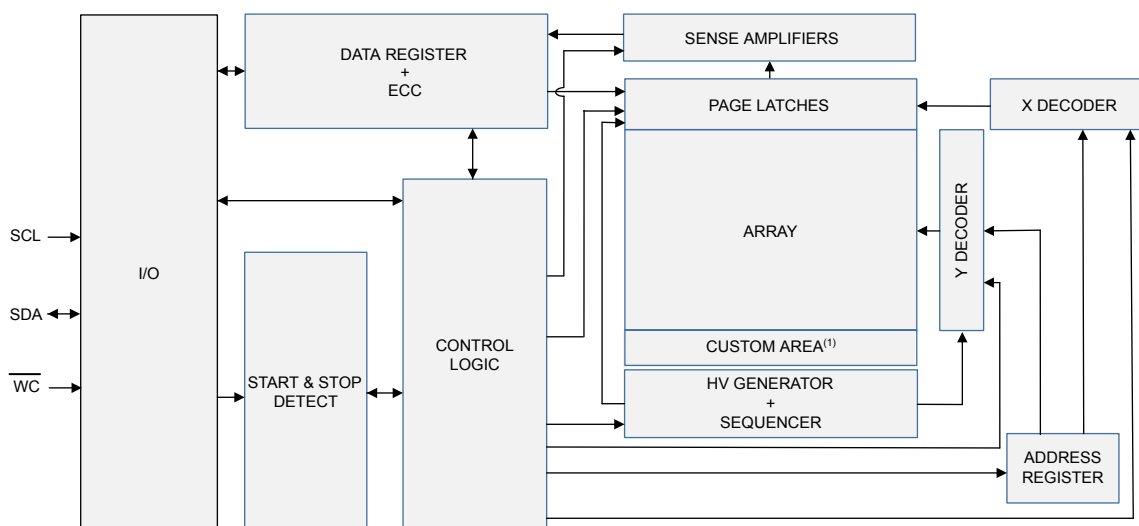 DATA REGISTER
+
ECC
SENSE AMPLIFIERS
PAGE LATCHES
X DECODER
ARRAY
Y DECODER
SCL
I/O
SDA
WC
START & STOP
DETECT
CONTROL
LOGIC
CUSTOM AREA(1)
HV GENERATOR
+
SEQUENCER
ADDRESS
REGISTER